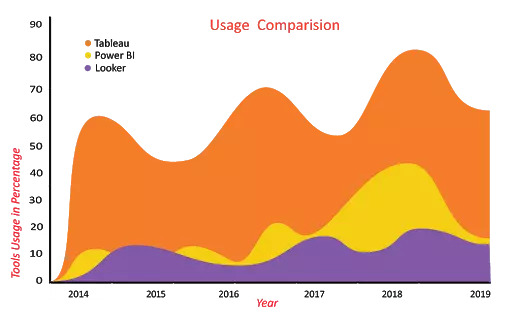 Usage Comparision
Tableau
Power BI
Looker
90
80
70
60
50
40
30
20
10
0
Tools Usage in Percentage
2014 2015 2016 2017 2018 2019
Year